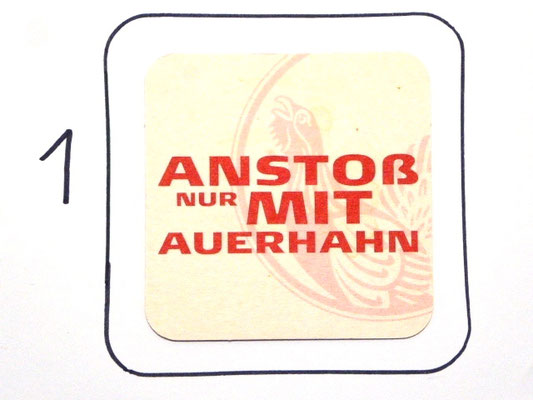 1
ANSTOß
NUR MIT
AUERHAHN